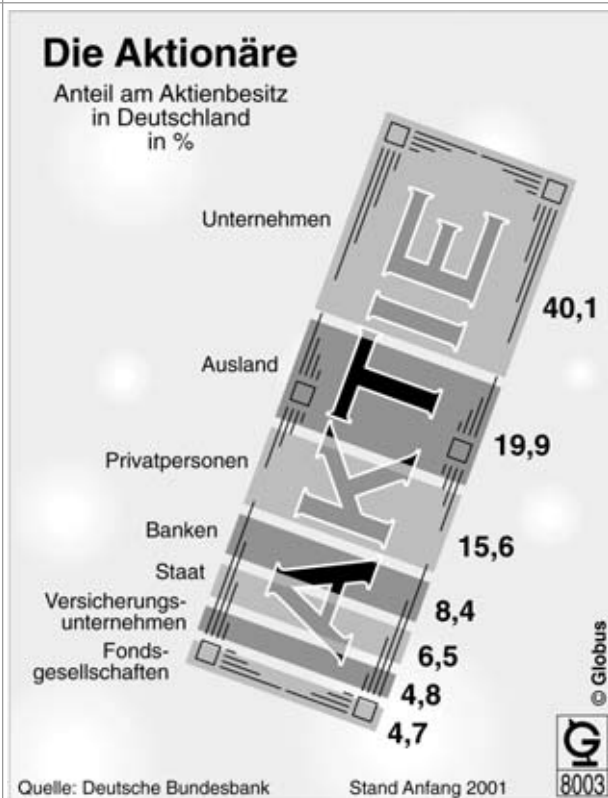 Die Aktionäre
Anteil am Aktienbesitz
in Deutschland
in %
AKTIE
Unternehmen
40,1
Ausland
19,9
Privatpersonen
15,6
Banken
8,4
Staat
6,5
Versicherungs-
unternehmen
4,8
Fonds-
gesellschaften
4,7
© Globus
G
8003
Quelle: Deutsche Bundesbank
Stand Anfang 2001